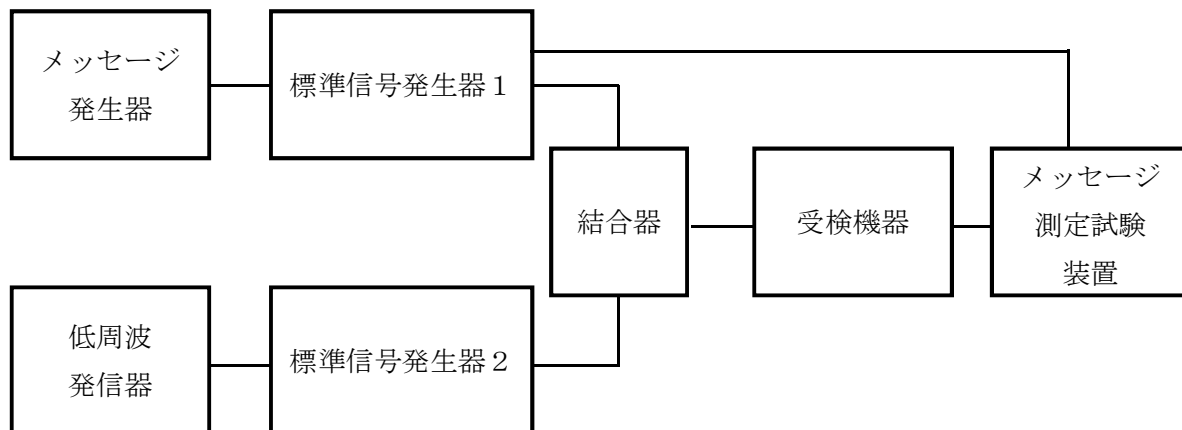 メッセージ
発生器
標準信号発生器1
結合器
受検機器
メッセージ
測定試験
装置
低周波
発信器
標準信号発生器2